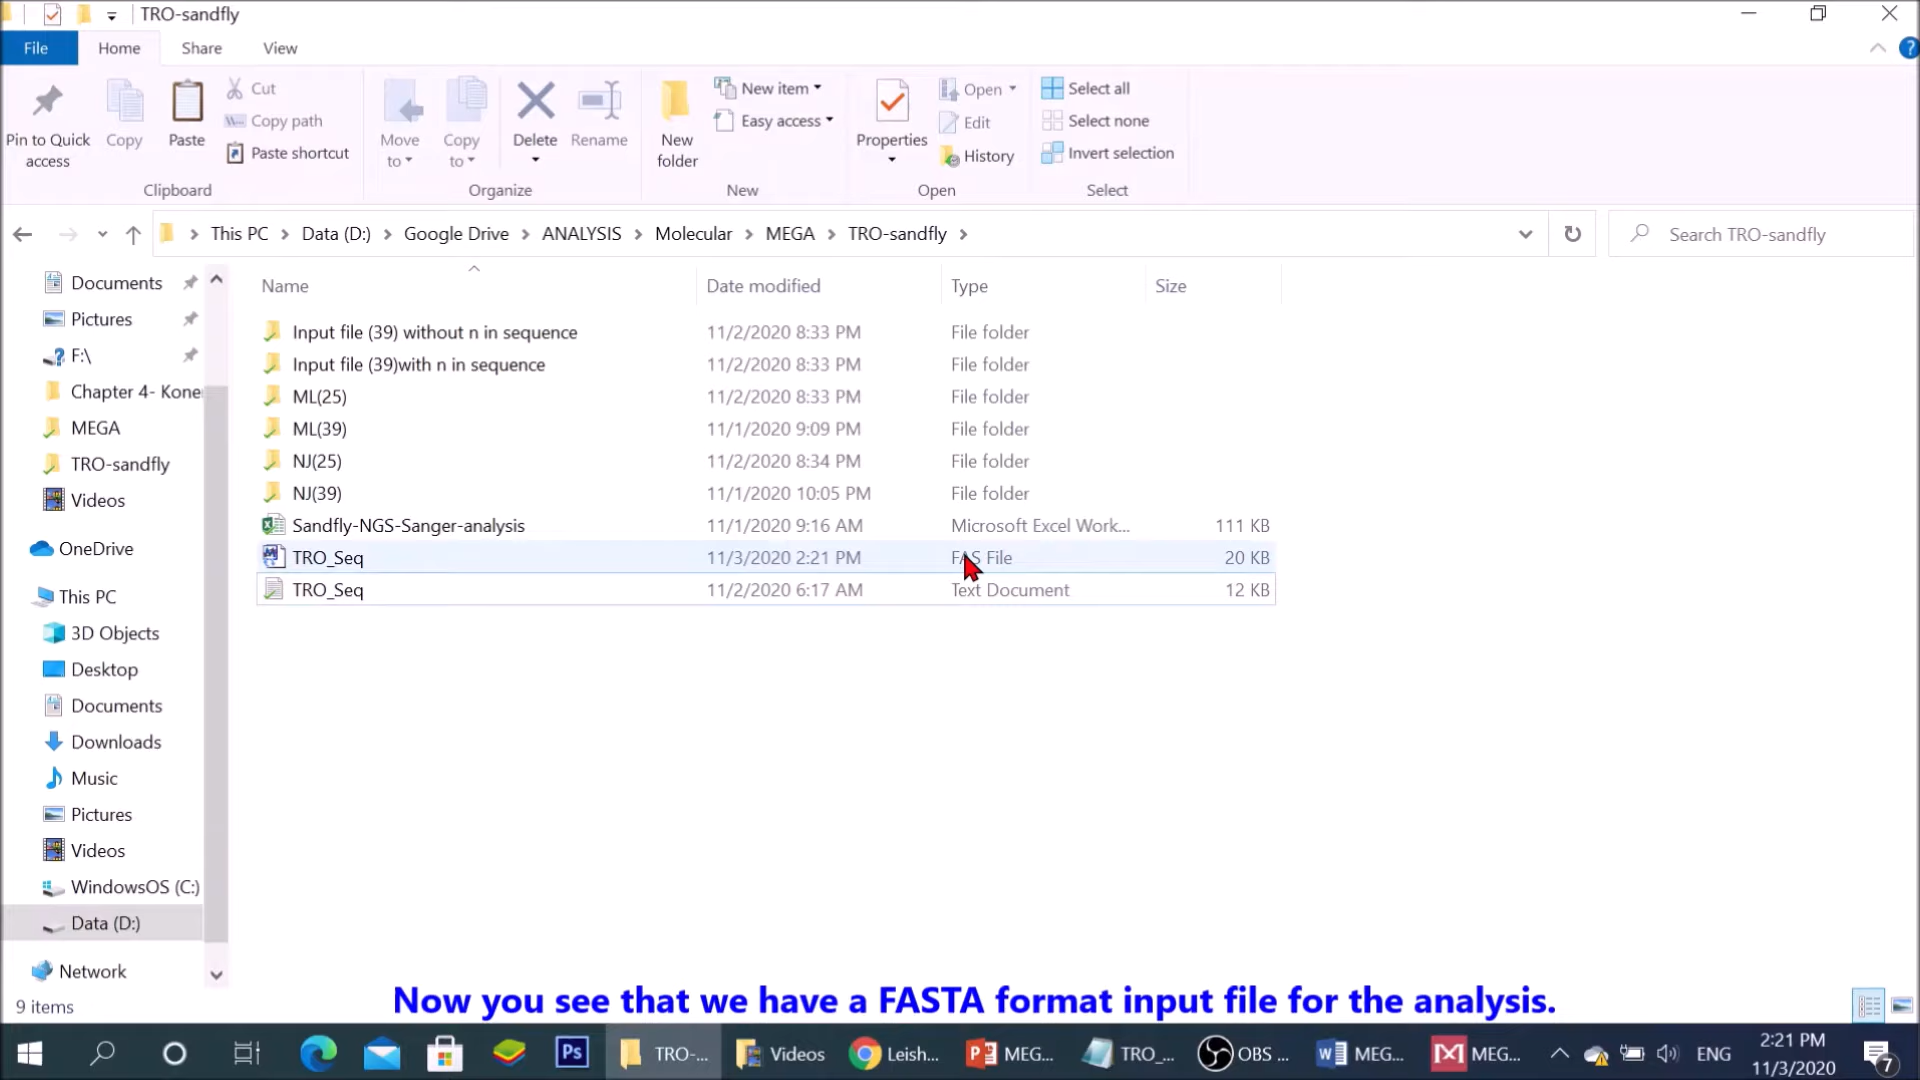 TRO-sandfly
File Home Share View
Pin to Quick access
Copy
Paste
Cut
Copy path
Paste shortcut
Clipboard
Move to
Copy to
Delete
Rename
Organize
New folder
New item
Easy access
New
Properties
Open
Edit
History
Open
Select all
Select none
Invert selection
Select
This PC Data (D:) Google Drive ANALYSIS Molecular MEGA TRO-sandfly
Search TRO-sandfly
Documents
Pictures
F:\
Chapter 4- Kone
MEGA
TRO-sandfly
Videos
OneDrive
This PC
3D Objects
Desktop
Documents
Downloads
Music
Pictures
Videos
WindowsOS (C:)
Data (D:)
Network
Name Date modified Type Size
Input file (39) without n in sequence 11/2/2020 8:33 PM File folder
Input file (39)with n in sequence 11/2/2020 8:33 PM File folder
ML(25) 11/2/2020 8:33 PM File folder
ML(39) 11/1/2020 9:09 PM File folder
NJ(25) 11/2/2020 8:34 PM File folder
NJ(39) 11/1/2020 10:05 PM File folder
Sandfly-NGS-Sanger-analysis 11/1/2020 9:16 AM Microsoft Excel Work... 111 KB
TRO_Seq 11/3/2020 2:21 PM FAS File 20 KB
TRO_Seq 11/2/2020 6:17 AM Text Document 12 KB
9 items
Now you see that we have a FASTA format input file for the analysis.
Ps TRO-... Videos Leish... MEG... TRO_... OBS ... MEG... MEG... ENG
2:21 PM
11/3/2020
7